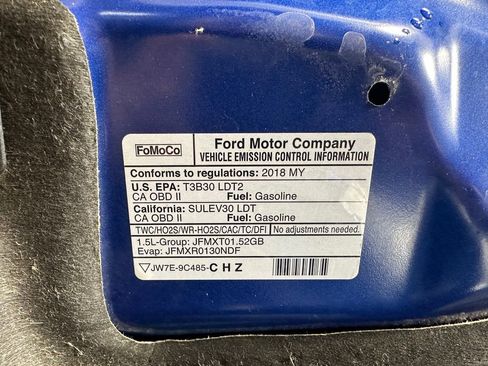 FoMoCo
Ford Motor Company
VEHICLE EMISSION CONTROL INFORMATION
Conforms to regulations: 2018 MY
U.S. EPA: T3B30 LDT2
CA OBD II Fuel: Gasoline
California: SULEV30 LDT
CA OBD II Fuel: Gasoline
TWC/HO2S/WR-HO2S/CAC/TC/DFI No adjustments needed.
1.5L-Group: JFMXT01.52GB
Evap: JFMXR0130NDF
JW7E-9C485-CHZ